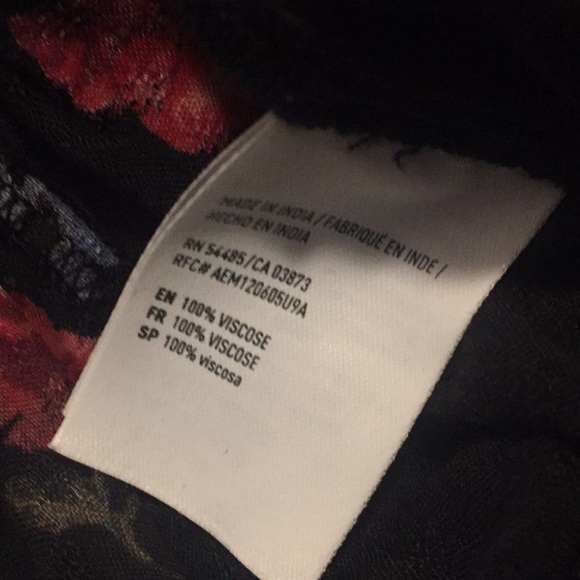 MADE IN INDIA / FABRIQUÉ EN INDE /
HECHO EN INDIA
RN 54485 / CA 03873
RFC# AEM120605U9A
EN 100% VISCOSE
FR 100% VISCOSE
SP 100% viscosa